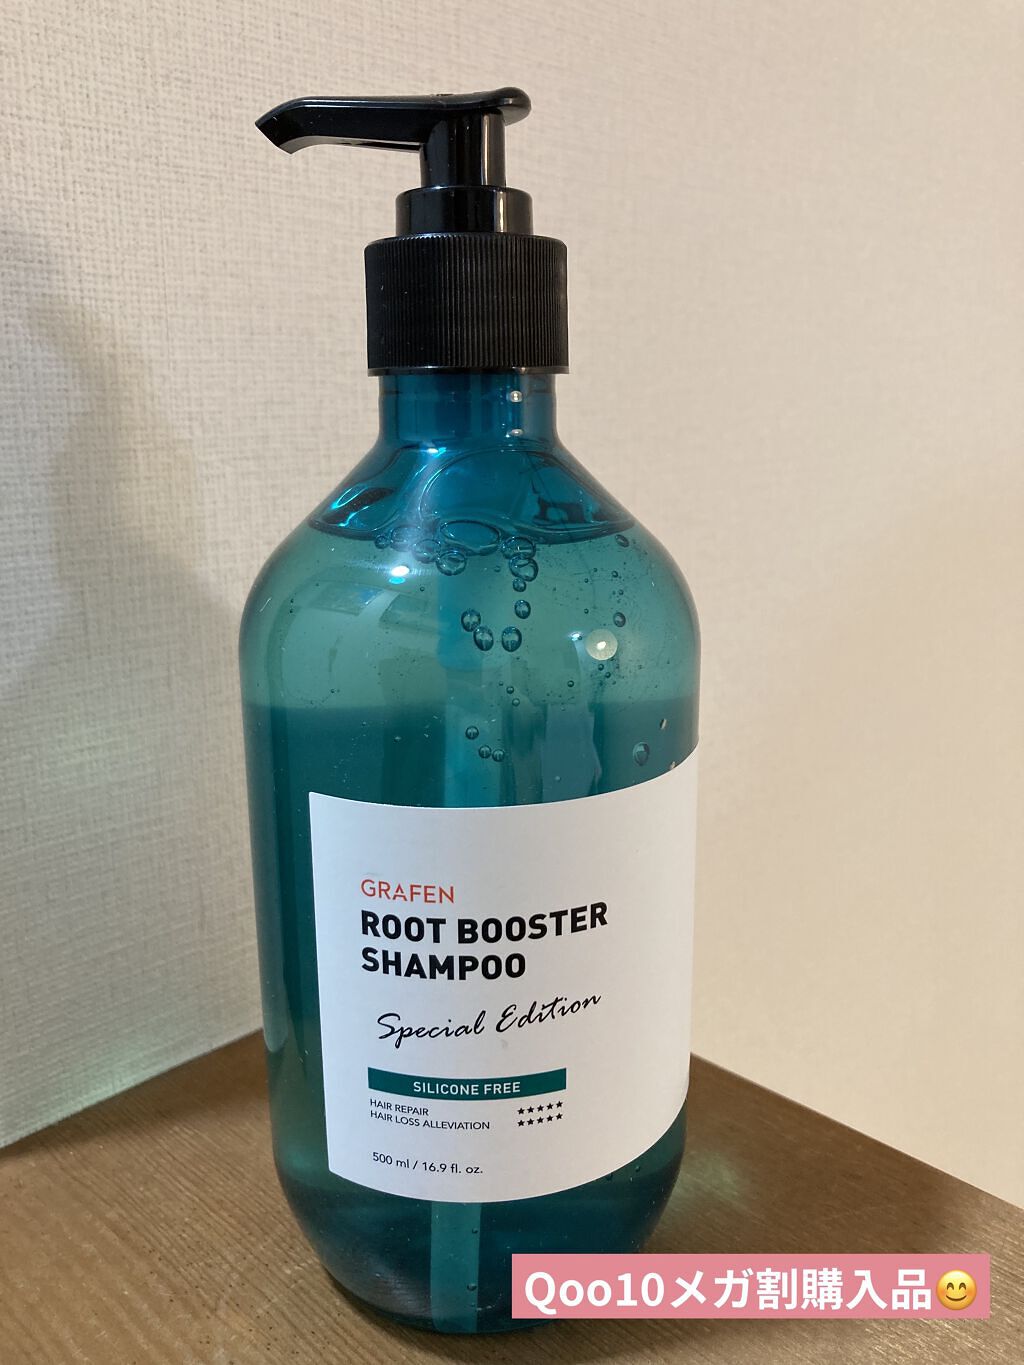 GRAFEN
ROOT BOOSTER
SHAMPOO
Special Edition
SILICONE FREE
HAIR REPAIR ★★★★★
HAIR LOSS ALLEVIATION ★★★★★
500 ml / 16.9 fl. oz.
Qoo10メガ割購入品😊